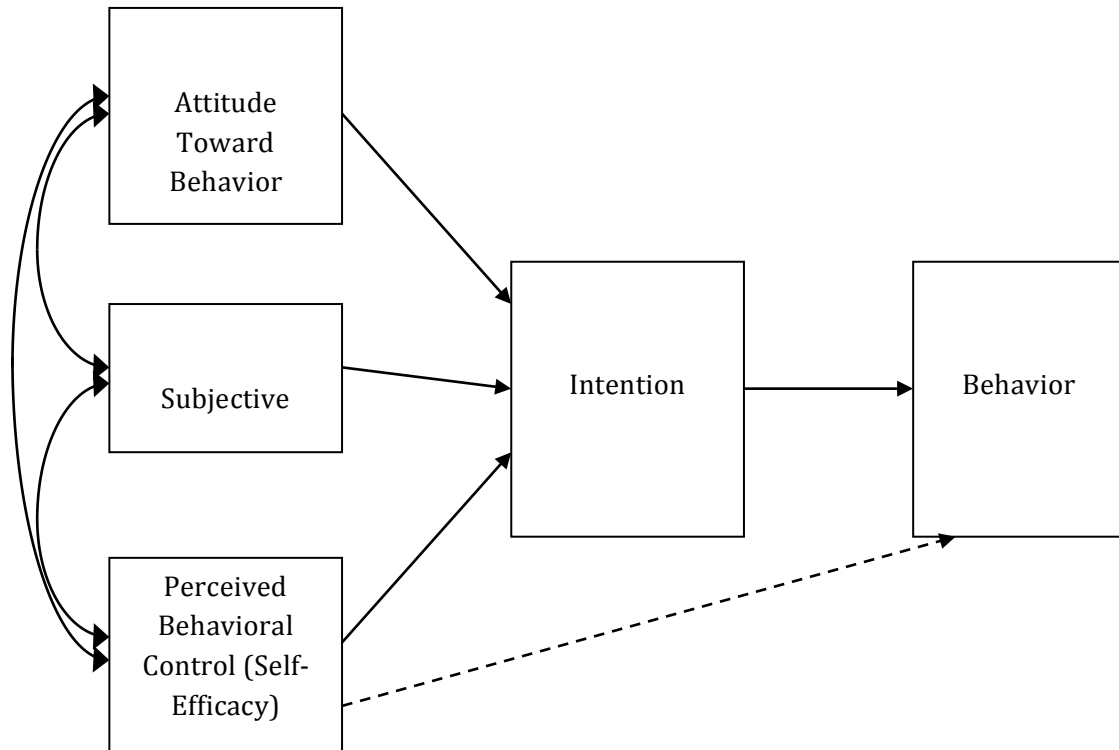 Attitude
Toward
Behavior
Subjective
Intention
Behavior
Perceived
Behavioral
Control (Self-
Efficacy)